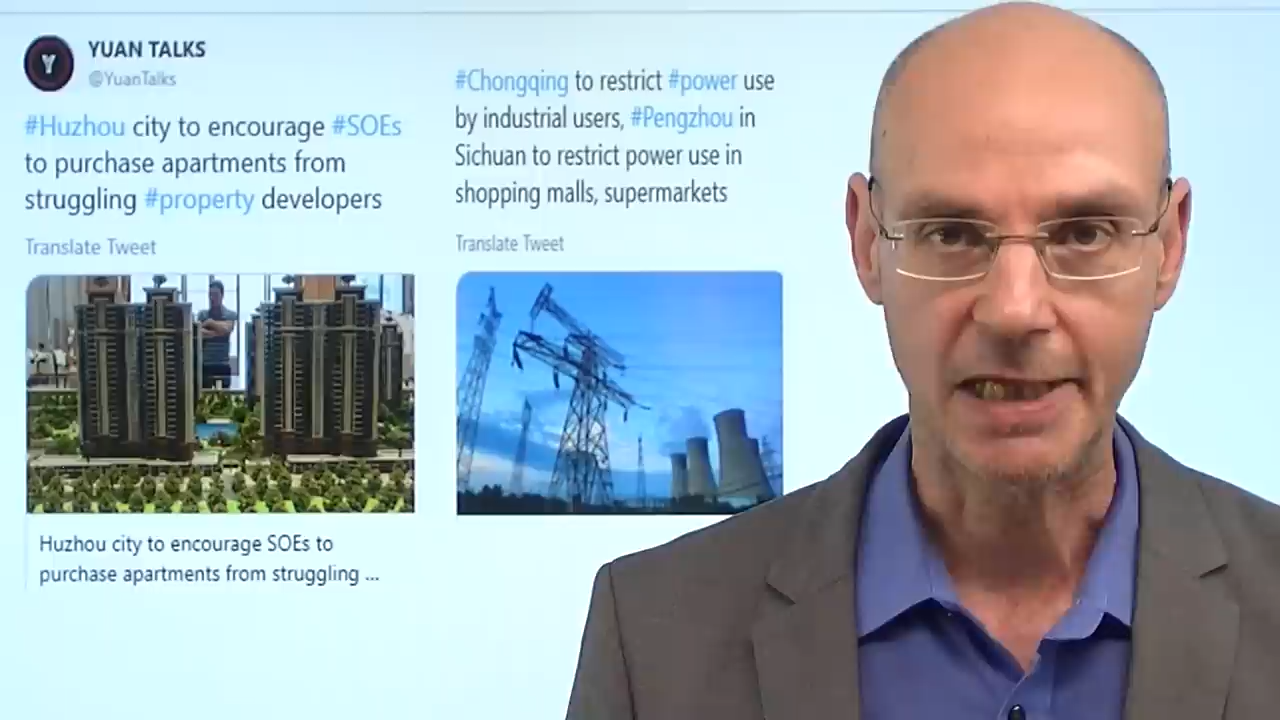 YUAN TALKS
@YuanTalks
#Huzhou city to encourage #SOEs
to purchase apartments from
struggling #property developers
Translate Tweet
Huzhou city to encourage SOEs to
purchase apartments from struggling ...
#Chongqing to restrict #power use
by industrial users, #Pengzhou in
Sichuan to restrict power use in
shopping malls, supermarkets
Translate Tweet